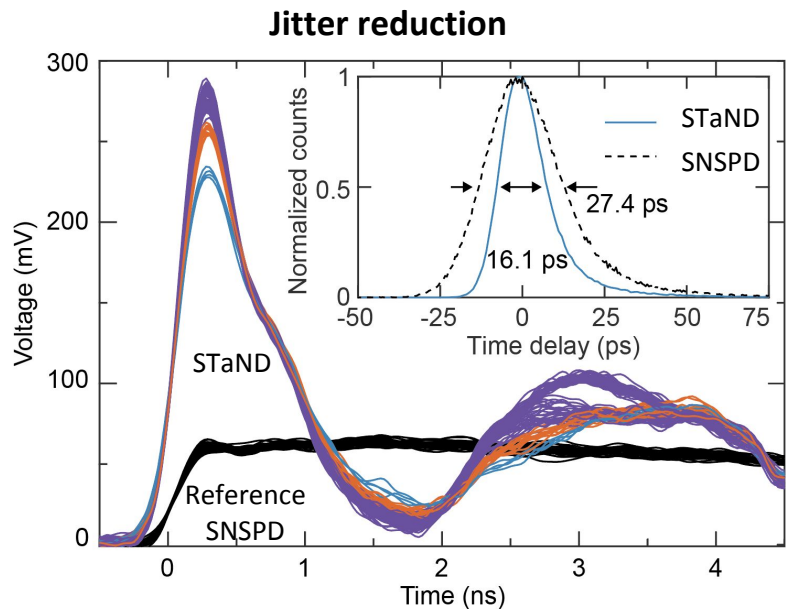 Jitter reduction
300
200
100
0
Voltage (mV)
0
1
2
3
4
Time (ns)
STaND
Reference
SNSPD
1
0.5
0
Normalized counts
-50
-25
0
25
50
75
Time delay (ps)
STaND
SNSPD
27.4 ps
16.1 ps